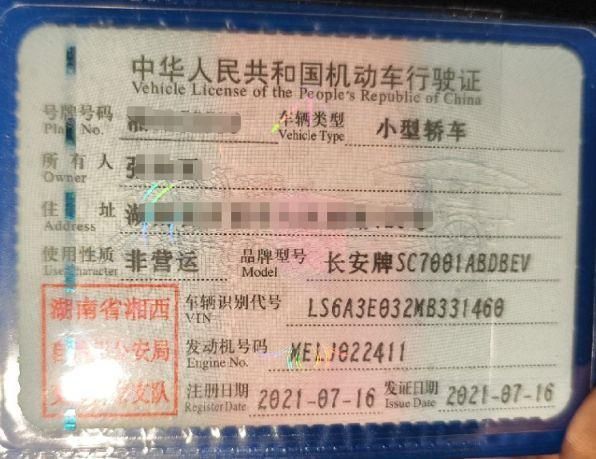 中华人民共和国机动车行驶证
Vehicle License of the People's Republic of China
号牌号码 湘 车辆类型 小型轿车
Plate No. Vehicle Type
所有人 张
Owner
住址 湖
Address
使用性质 非营运 品牌型号 长安牌SC7001ABDBEV
Use Character Model
湖南省湘西 车辆识别代号 LS6A3E032MB331460
VIN
公安局 发动机号码 022411
Engine No.
支队 注册日期 2021-07-16 发证日期 2021-07-16
Register Date Issue Date